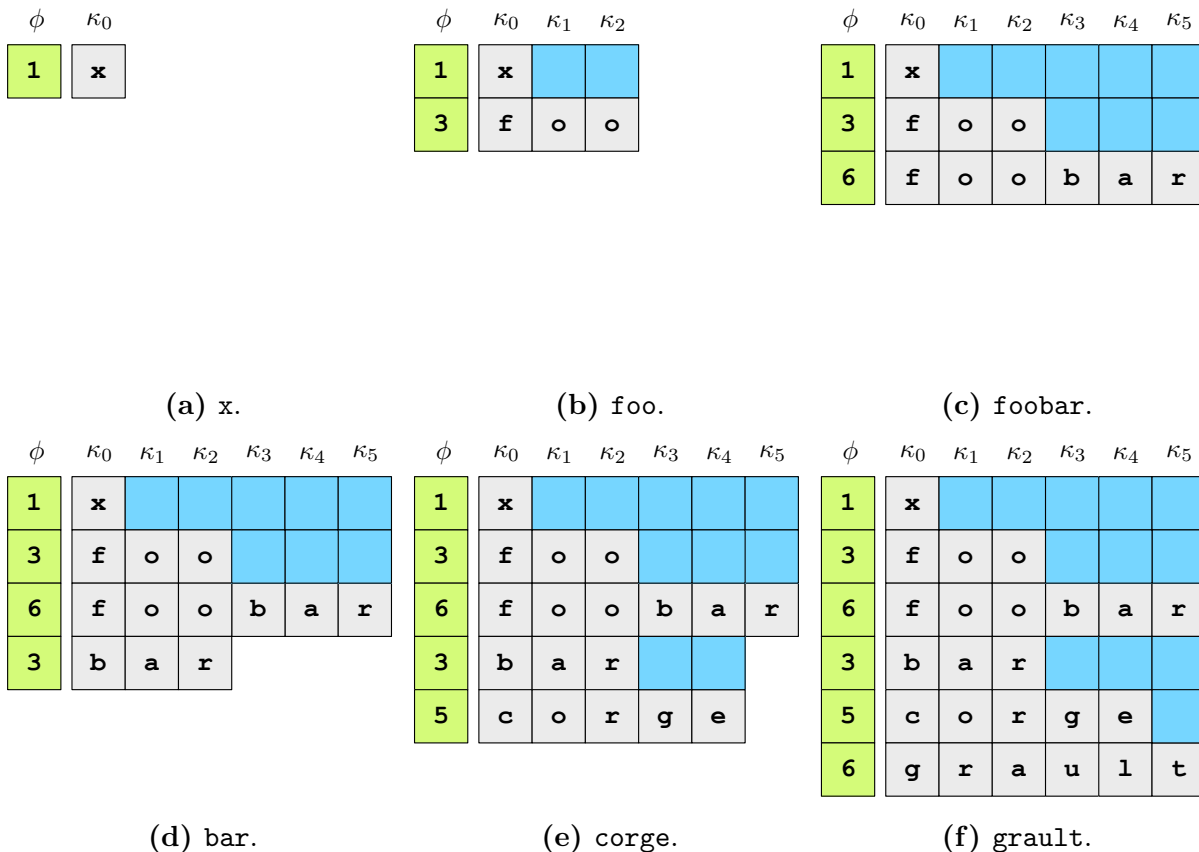 ϕ κ₀ ϕ κ₀ κ₁ κ₂ ϕ κ₀ κ₁ κ₂ κ₃ κ₄ κ₅
1 x 1 x 1 x
3 f o o 3 f o o
6 f o o b a r
(a) x. (b) foo. (c) foobar.
ϕ κ₀ κ₁ κ₂ κ₃ κ₄ κ₅ ϕ κ₀ κ₁ κ₂ κ₃ κ₄ κ₅ ϕ κ₀ κ₁ κ₂ κ₃ κ₄ κ₅
1 x 1 x 1 x
3 f o o 3 f o o 3 f o o
6 f o o b a r 6 f o o b a r 6 f o o b a r
3 b a r 3 b a r 3 b a r
5 c o r g e 5 c o r g e
6 g r a u l t
(d) bar. (e) corge. (f) grault.